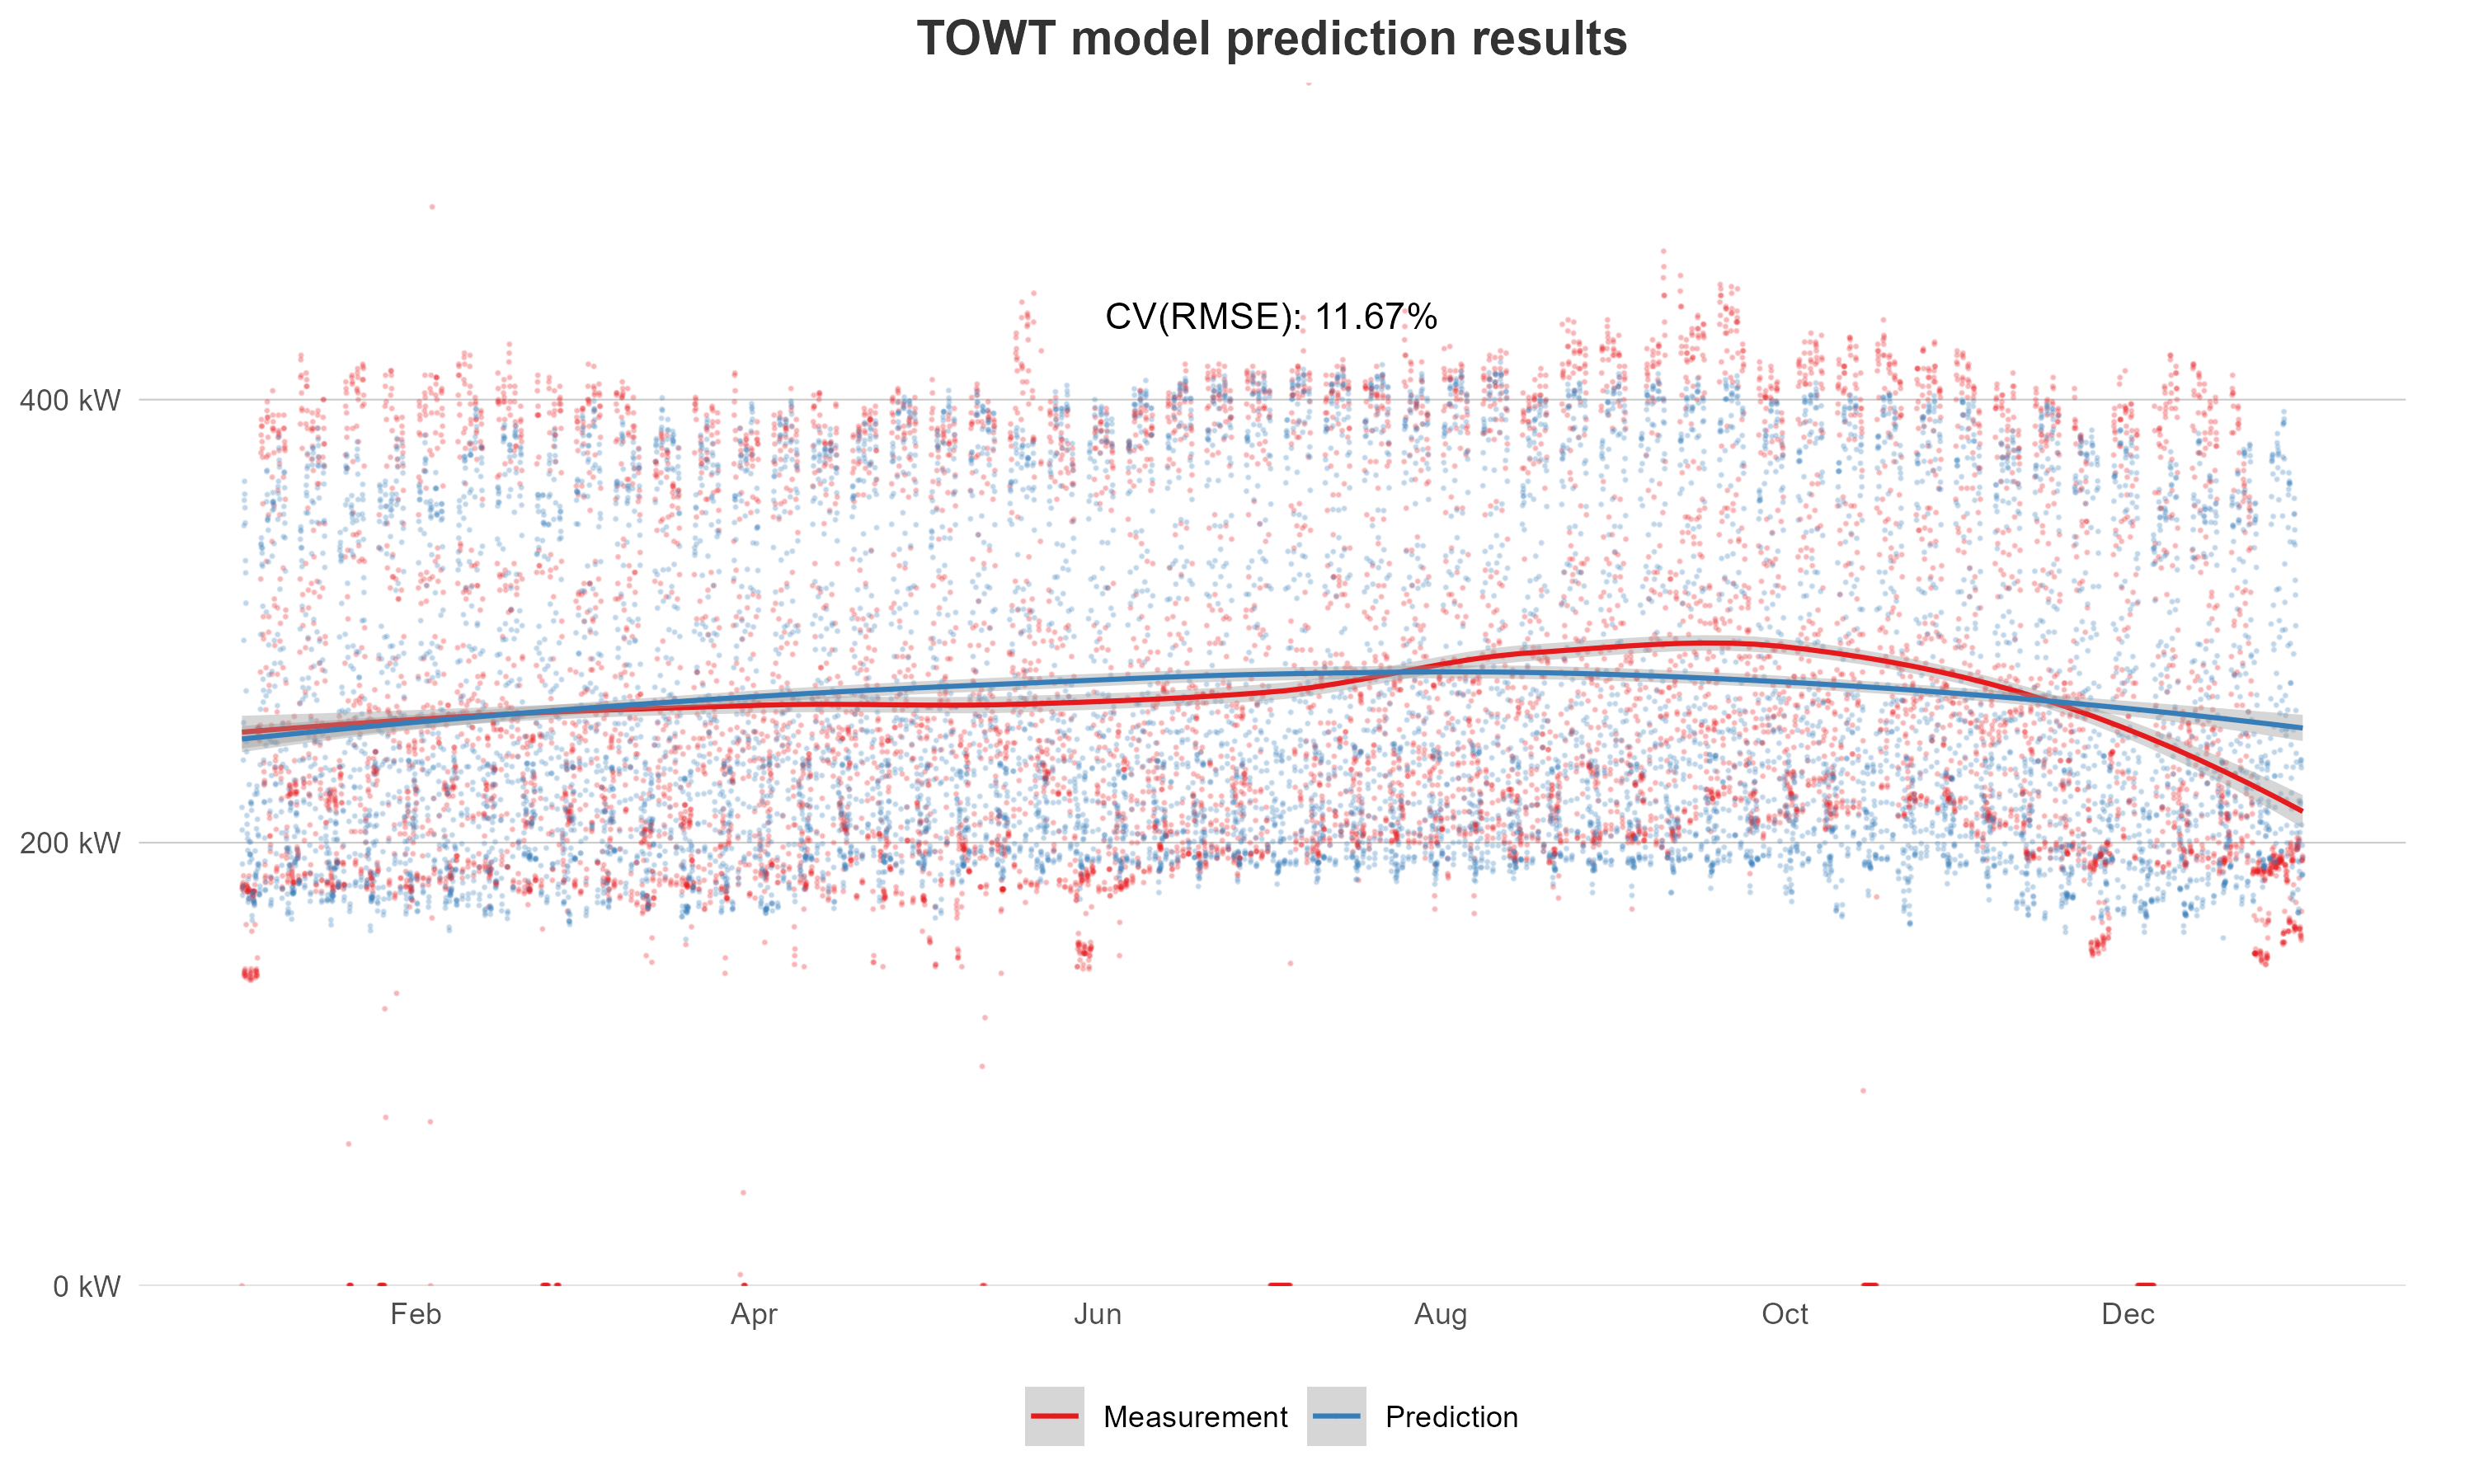 TOWT model prediction results
CV(RMSE): 11.67%
400 kW
200 kW
0 kW
Feb Apr Jun Aug Oct Dec
Measurement Prediction